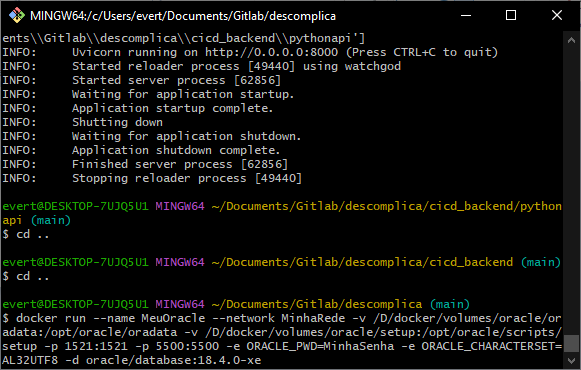 MINGW64:/c/Users/evert/Documents/Gitlab/descomplica
ents\\Gitlab\\descomplica\\cicd_backend\\pythonapi']
INFO:     Uvicorn running on http://0.0.0.0:8000 (Press CTRL+C to quit)
INFO:     Started reloader process [49440] using watchgod
INFO:     Started server process [62856]
INFO:     Waiting for application startup.
INFO:     Application startup complete.
INFO:     Shutting down
INFO:     Waiting for application shutdown.
INFO:     Application shutdown complete.
INFO:     Finished server process [62856]
INFO:     Stopping reloader process [49440]
evert@DESKTOP-7UJQ5U1 MINGW64 ~/Documents/Gitlab/descomplica/cicd_backend/python
api (main)
$ cd ..
evert@DESKTOP-7UJQ5U1 MINGW64 ~/Documents/Gitlab/descomplica/cicd_backend (main)
$ cd ..
evert@DESKTOP-7UJQ5U1 MINGW64 ~/Documents/Gitlab/descomplica (main)
$ docker run --name MeuOracle --network MinhaRede -v /D/docker/volumes/oracle/or
adata:/opt/oracle/oradata -v /D/docker/volumes/oracle/setup:/opt/oracle/scripts/
setup -p 1521:1521 -p 5500:5500 -e ORACLE_PWD=MinhaSenha -e ORACLE_CHARACTERSET=
AL32UTF8 -d oracle/database:18.4.0-xe